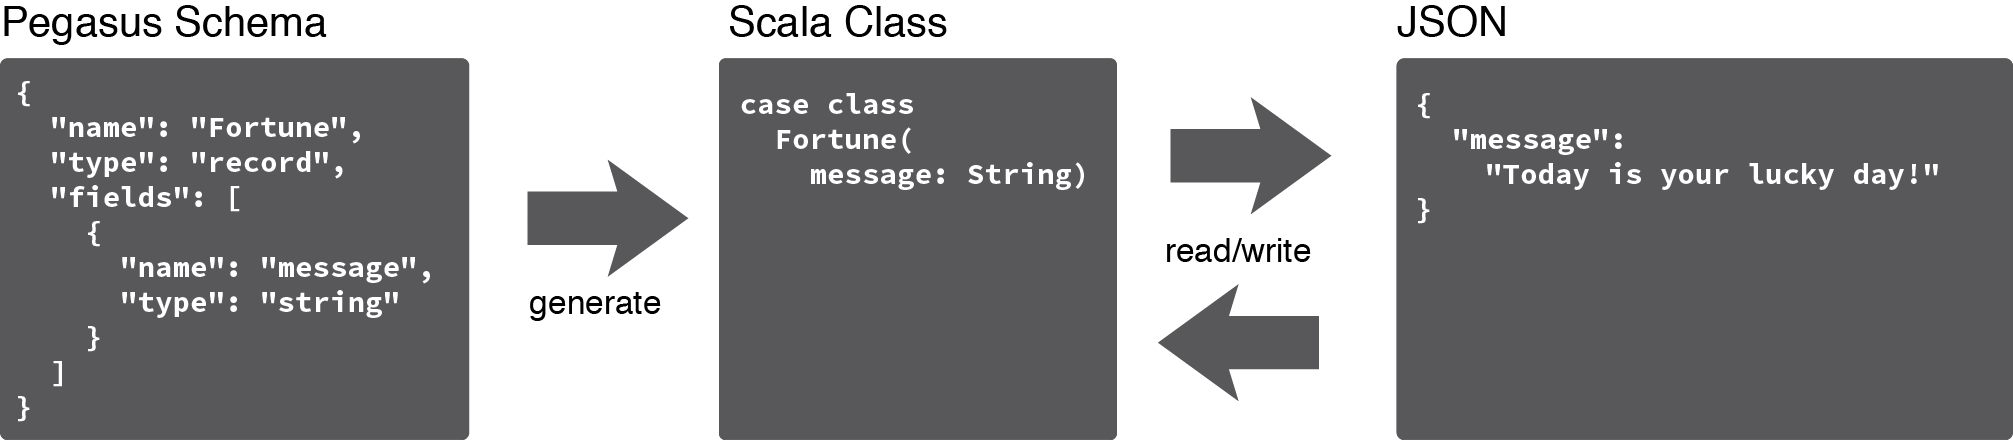 Pegasus Schema
{
  "name": "Fortune",
  "type": "record",
  "fields": [
    {
      "name": "message",
      "type": "string"
    }
  ]
}
generate
Scala Class
case class
  Fortune(
    message: String)
read/write
JSON
{
  "message":
    "Today is your lucky day!"
}